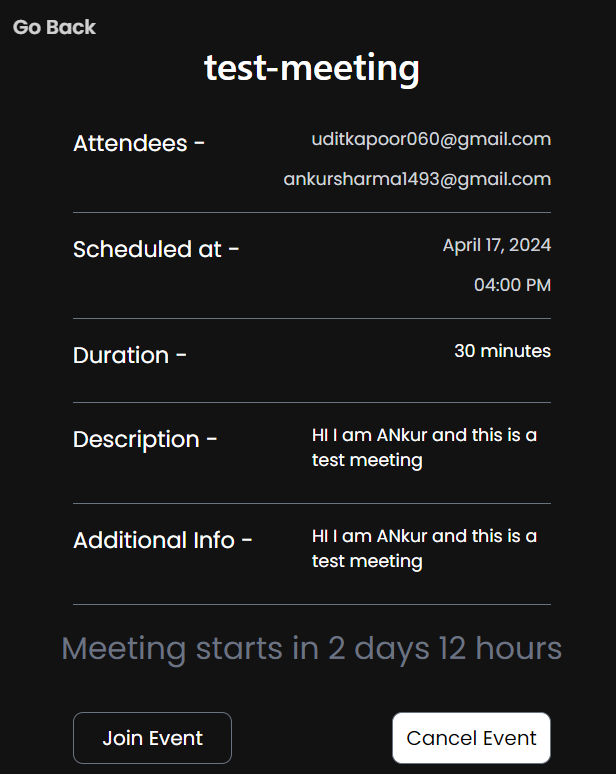 Go Back
test-meeting
Attendees -
uditkapoor060@gmail.com
ankursharma1493@gmail.com
Scheduled at -
April 17, 2024
04:00 PM
Duration -
30 minutes
Description -
HI I am ANkur and this is a
test meeting
Additional Info -
HI I am ANkur and this is a
test meeting
Meeting starts in 2 days 12 hours
Join Event
Cancel Event